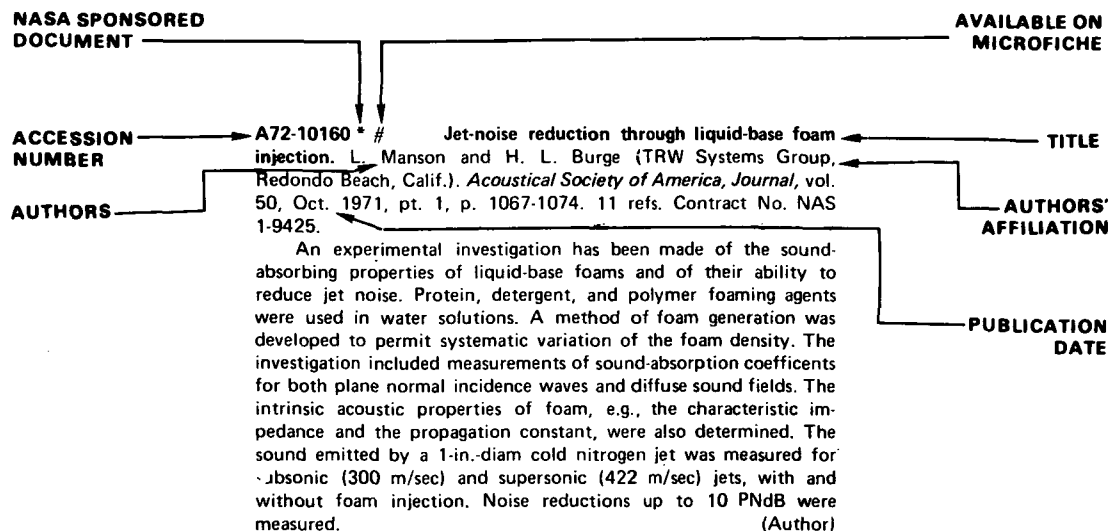 NASA SPONSORED
DOCUMENT
AVAILABLE ON
MICROFICHE
ACCESSION
NUMBER
A72-10160 * # Jet-noise reduction through liquid-base foam
TITLE
injection. L. Manson and H. L. Burge (TRW Systems Group,
Redondo Beach, Calif.). Acoustical Society of America, Journal, vol.
AUTHORS
50, Oct. 1971, pt. 1, p. 1067-1074. 11 refs. Contract No. NAS
1-9425.
AUTHORS'
AFFILIATION
An experimental investigation has been made of the sound-
absorbing properties of liquid-base foams and of their ability to
reduce jet noise. Protein, detergent, and polymer foaming agents
were used in water solutions. A method of foam generation was
developed to permit systematic variation of the foam density. The
PUBLICATION
DATE
investigation included measurements of sound-absorption coefficents
for both plane normal incidence waves and diffuse sound fields. The
intrinsic acoustic properties of foam, e.g., the characteristic im-
pedance and the propagation constant, were also determined. The
sound emitted by a 1-in.-diam cold nitrogen jet was measured for
(300 m/sec) and supersonic (422 m/sec) jets, with and
without foam injection. Noise reductions up to 10 PNdB were
measured. (Author)